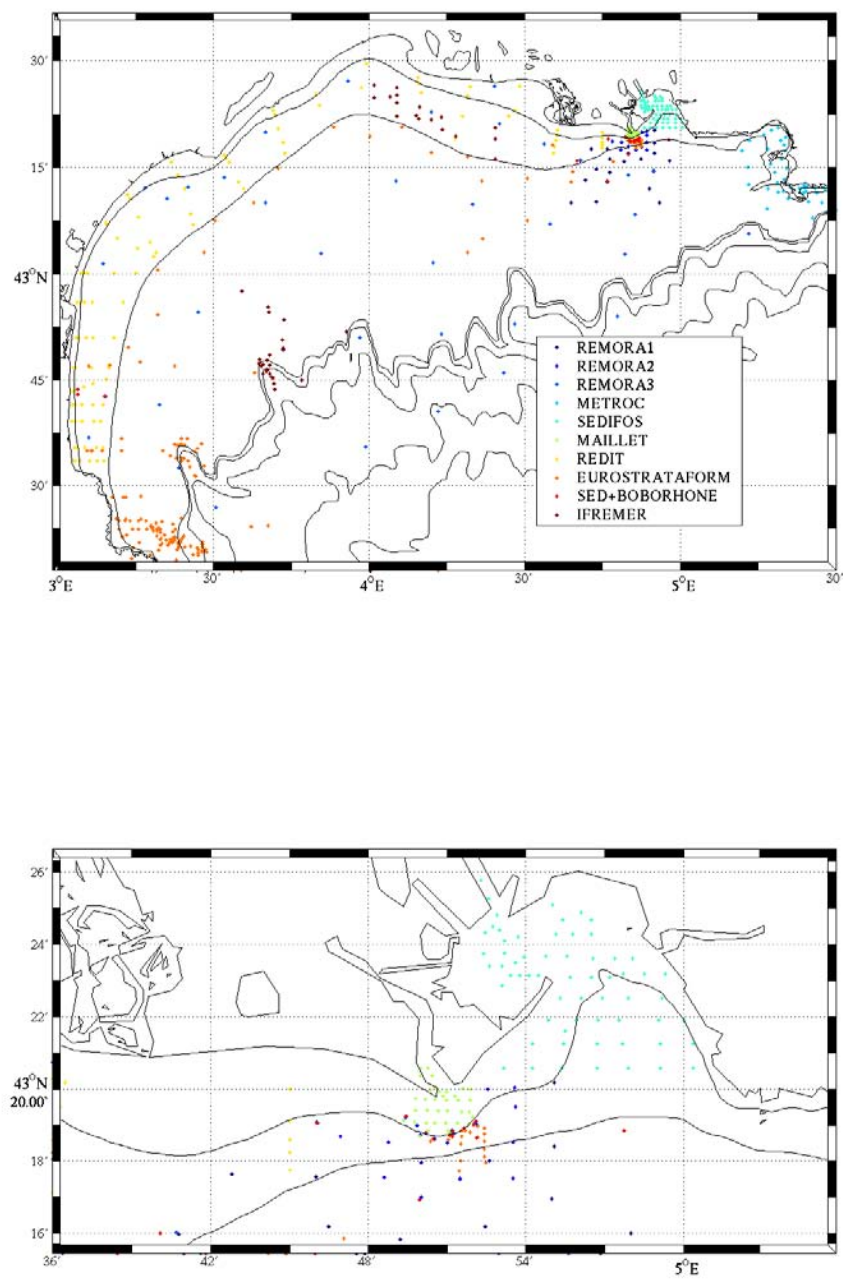 30′
15′
43°N
45′
30′
REMORA1
REMORA2
REMORA3
METROC
SEDIFOS
MAILLET
REDIT
EUROSTRATAFORM
SED+BOBORHONE
IFREMER
3°E 30′ 4°E 30′ 5°E 30′
26′
24′
22′
43°N
20.00′
18′
16′
36′ 42′ 48′ 54′ 5°E